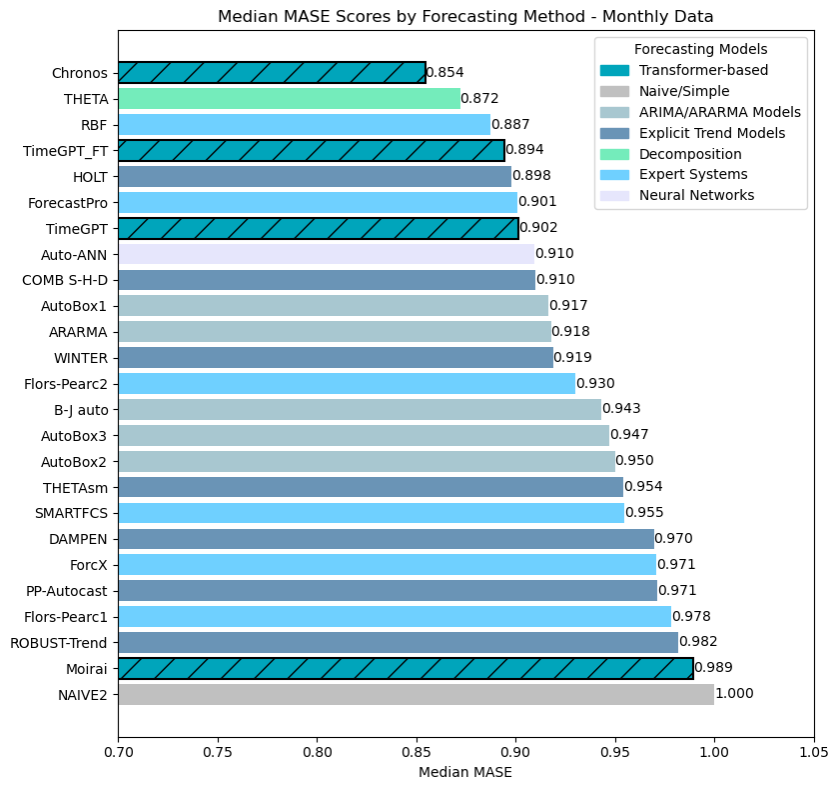 Median MASE Scores by Forecasting Method - Monthly Data
Forecasting Models
Transformer-based
Naive/Simple
ARIMA/ARARMA Models
Explicit Trend Models
Decomposition
Expert Systems
Neural Networks
Chronos 0.854
THETA 0.872
RBF 0.887
TimeGPT_FT 0.894
HOLT 0.898
ForecastPro 0.901
TimeGPT 0.902
Auto-ANN 0.910
COMB S-H-D 0.910
AutoBox1 0.917
ARARMA 0.918
WINTER 0.919
Flors-Pearc2 0.930
B-J auto 0.943
AutoBox3 0.947
AutoBox2 0.950
THETAsm 0.954
SMARTFCS 0.955
DAMPEN 0.970
ForcX 0.971
PP-Autocast 0.971
Flors-Pearc1 0.978
ROBUST-Trend 0.982
Moirai 0.989
NAIVE2 1.000
0.70 0.75 0.80 0.85 0.90 0.95 1.00 1.05
Median MASE